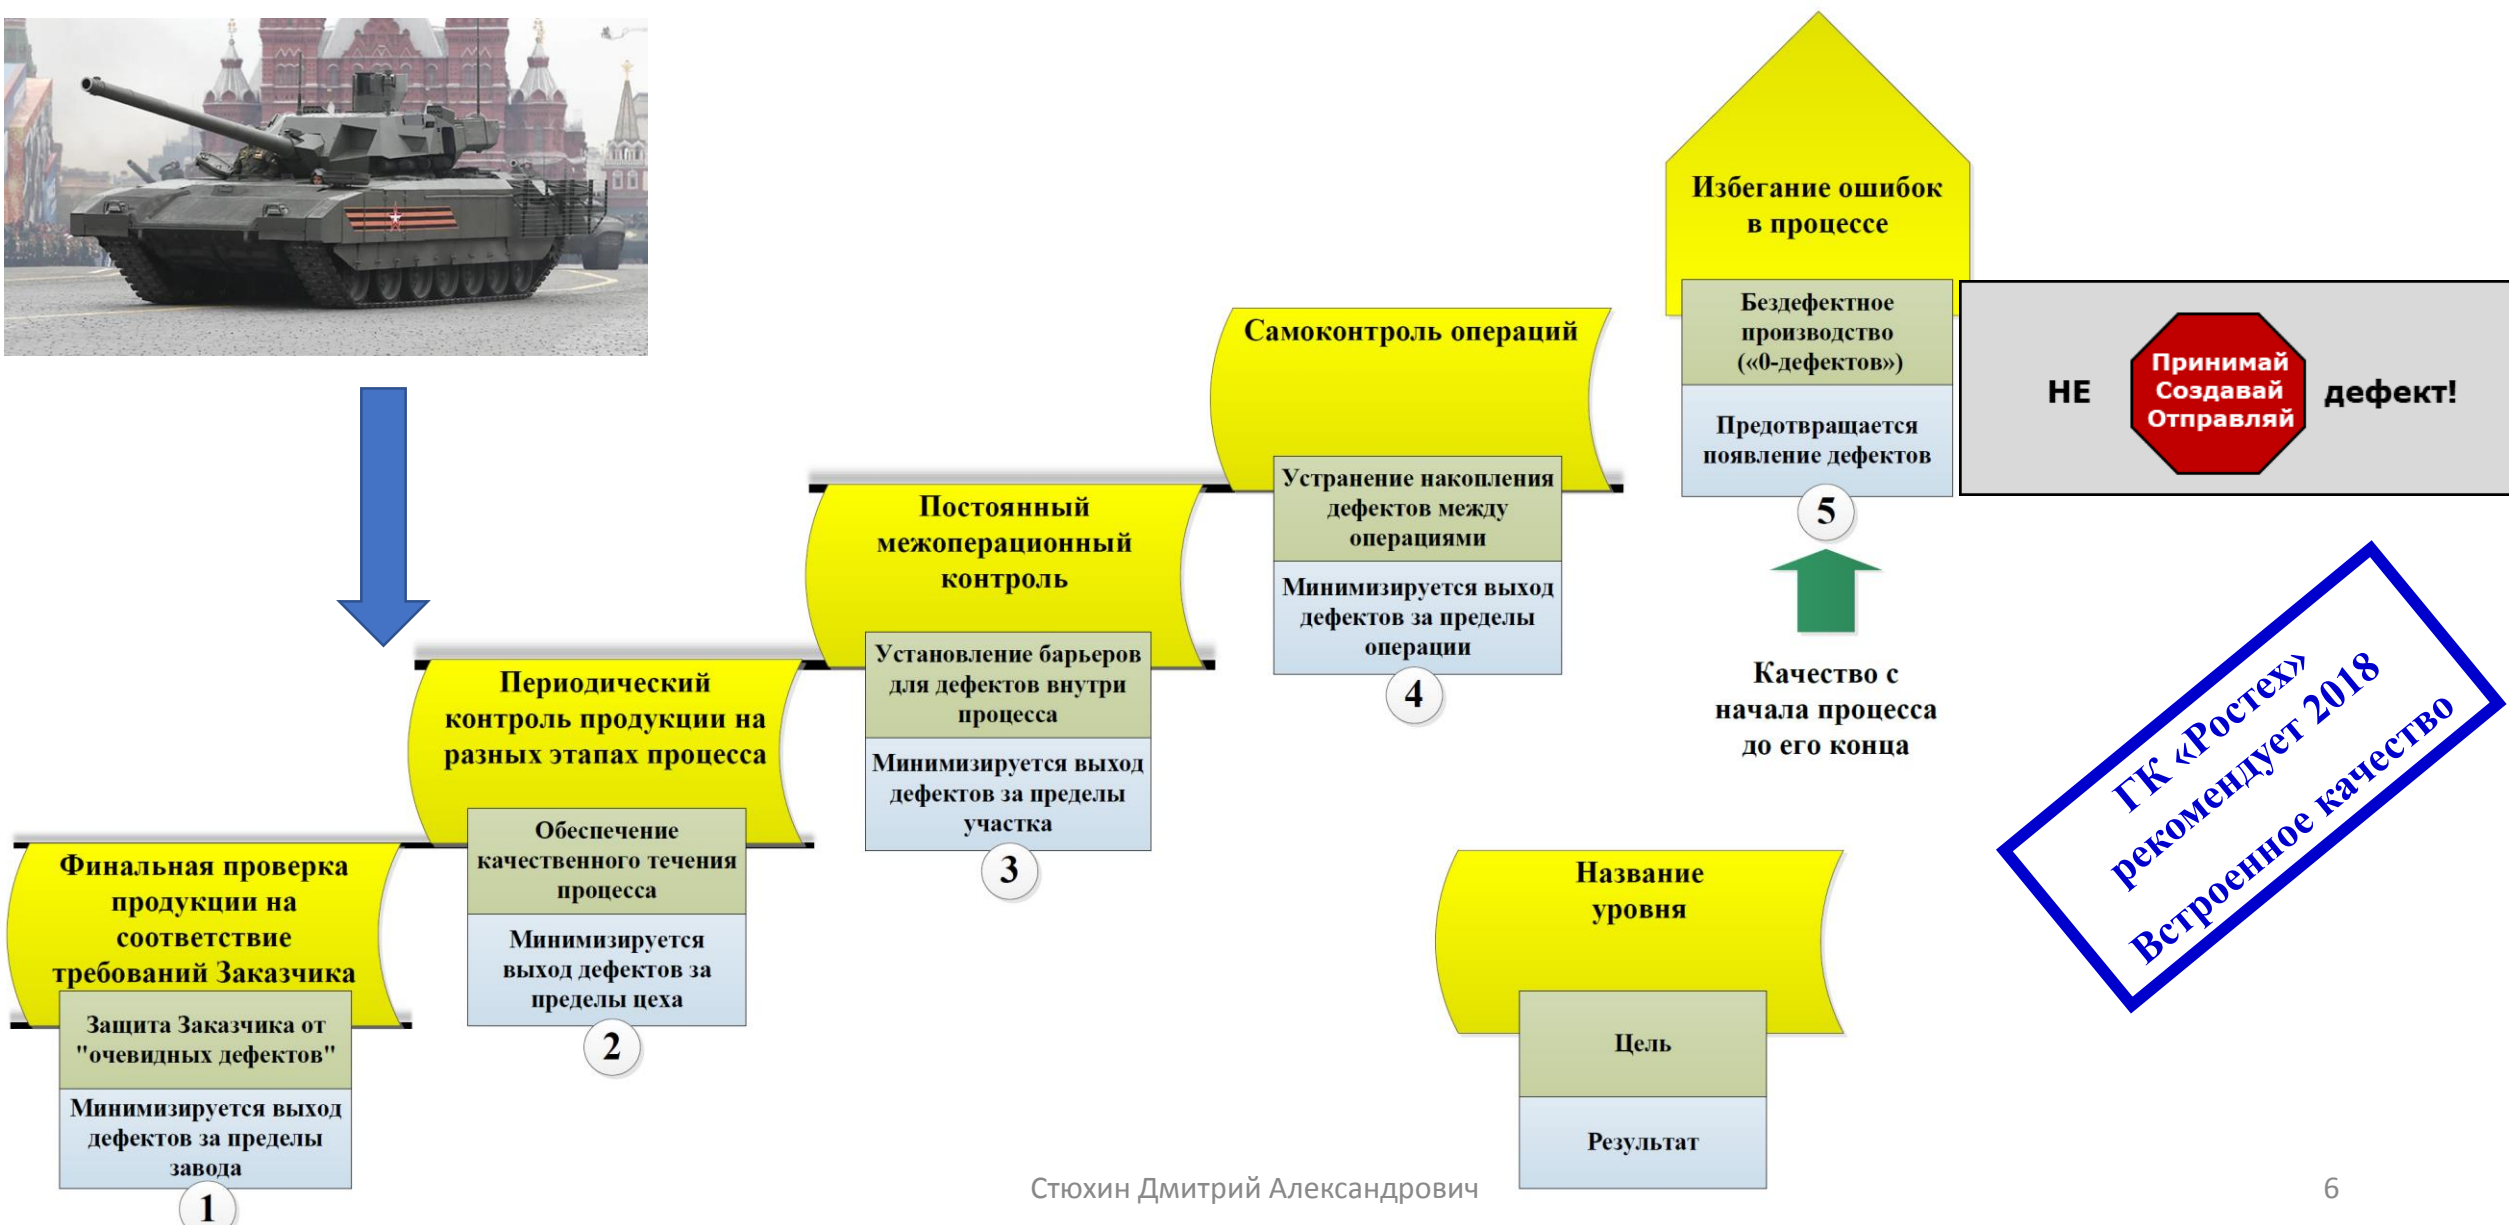 Избегание ошибок
в процессе
Бездефектное
производство
(«0-дефектов»)
Предотвращается
появление дефектов
5
Качество с
начала процесса
до его конца
НЕ
Принимай
Создавай
Отправляй
дефект!
Самоконтроль операций
Устранение накопления
дефектов между
операциями
Минимизируется выход
дефектов за пределы
операции
4
Постоянный
межоперационный
контроль
Установление барьеров
для дефектов внутри
процесса
Минимизируется выход
дефектов за пределы
участка
3
Периодический
контроль продукции на
разных этапах процесса
Обеспечение
качественного течения
процесса
Минимизируется
выход дефектов за
пределы цеха
2
Финальная проверка
продукции на
соответствие
требований Заказчика
Защита Заказчика от
"очевидных дефектов"
Минимизируется выход
дефектов за пределы
завода
1
Название
уровня
Цель
Результат
ГК «Ростех»
рекомендует 2018
Встроенное качество
Стюхин Дмитрий Александрович
6